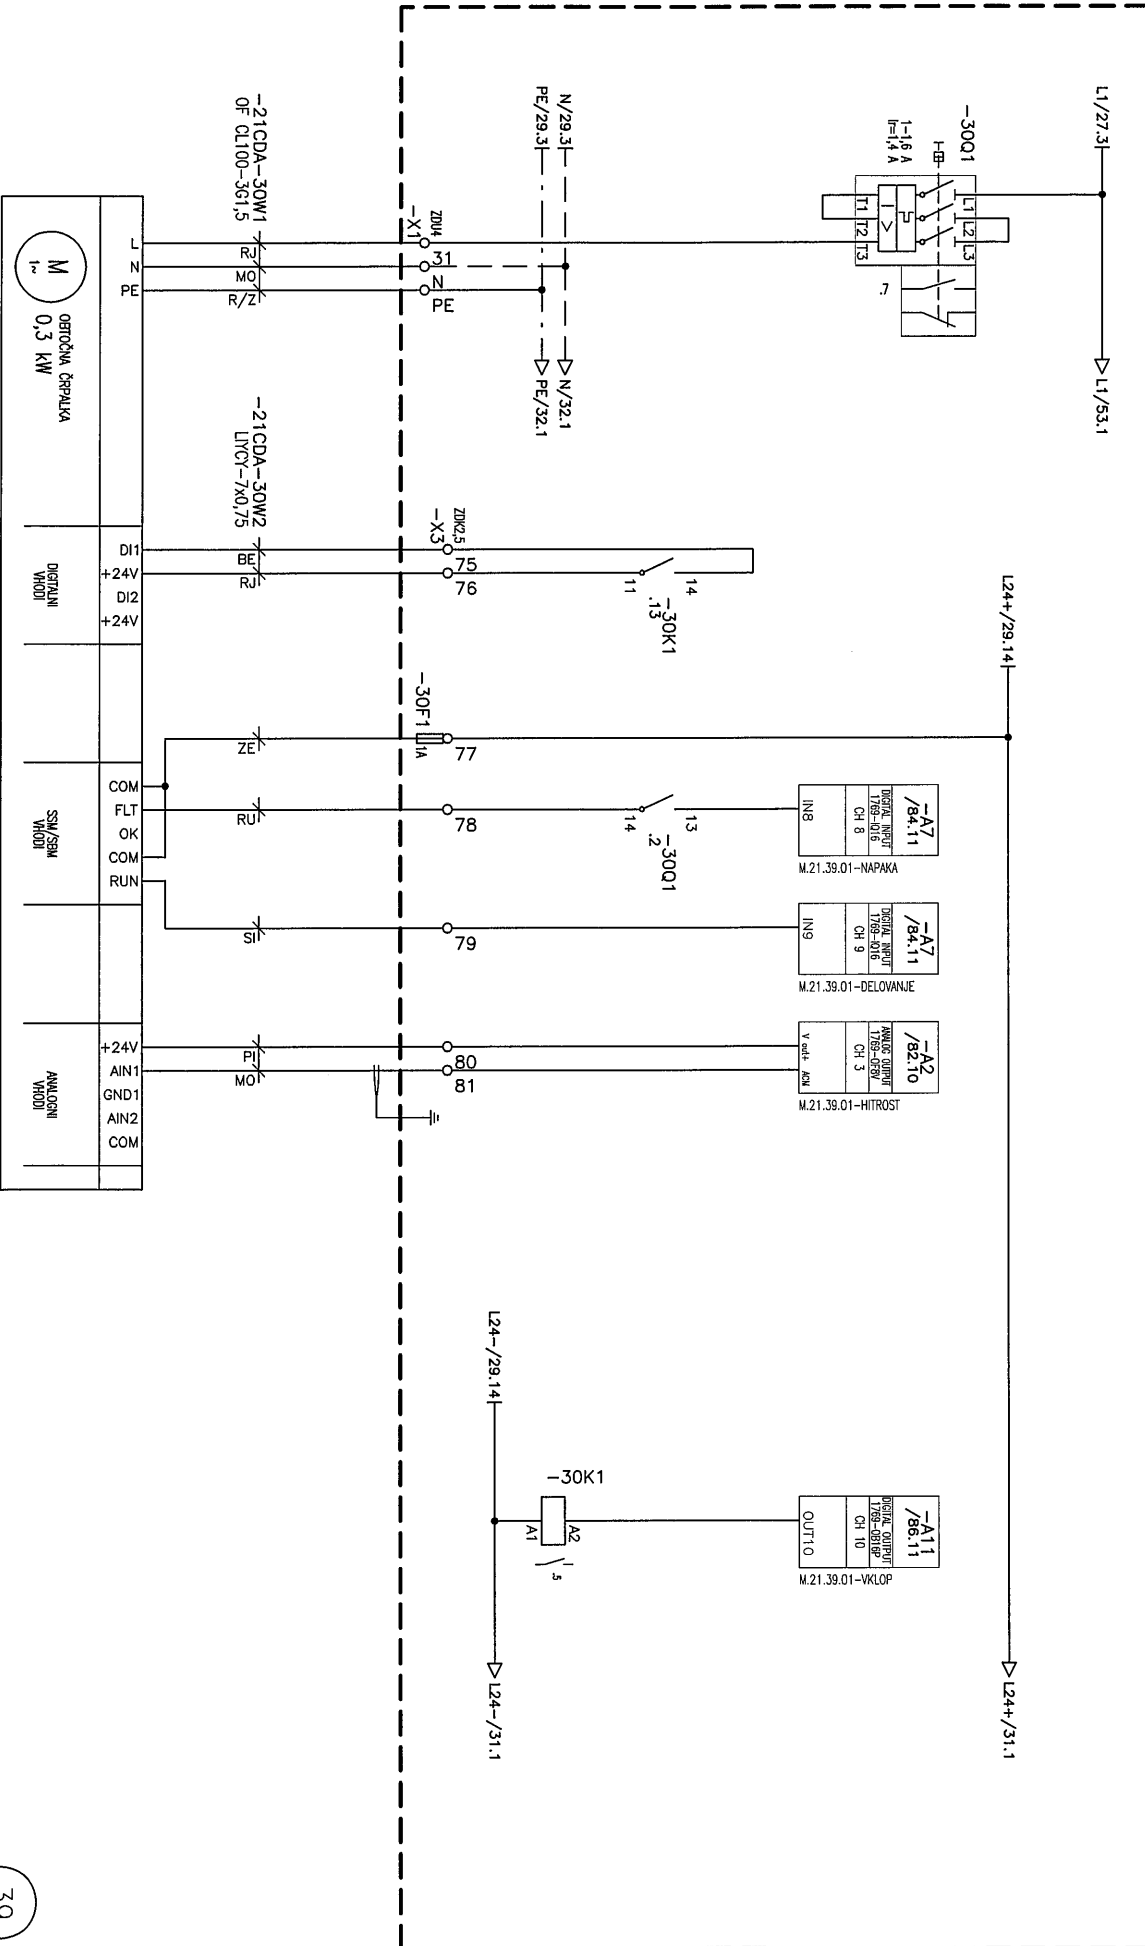 L1/27.3
L1/53.1
-30Q1
1-1,6 A
Ir=1,4 A
L1
L2
L3
I >
T1
T2
T3
.7
N/29.3
PE/29.3
N/32.1
PE/32.1
ZDU4
-X1
31
N
PE
-21CDA-30W1
OF CL100-3G1,5
RJ
MO
R/Z
L
N
PE
M
1~
OBTOČNA ČRPALKA
0,3 kW
-21CDA-30W2
LIYCY-7x0,75
BE
RJ
ZDK2,5
-X3
75
76
11
14
-30K1
.13
DI1
+24V
DI2
+24V
DIGITALNI
VHODI
L24+/29.14
L24+/31.1
-30F1
1A
77
ZE
COM
FLT
OK
COM
RUN
SSM/SBM
VHODI
RU
78
14
13
-30Q1
.2
-A7
/84.11
DIGITAL INPUT
1769-IQ16
CH 8
IN8
M.21.39.01-NAPAKA
SI
79
-A7
/84.11
DIGITAL INPUT
1769-IQ16
CH 9
IN9
M.21.39.01-DELOVANJE
+24V
AIN1
GND1
AIN2
COM
ANALOGNI
VHODI
PI
MO
80
81
-A2
/82.10
ANALOG OUTPUT
1769-OF8V
CH 3
V out+
ACN
M.21.39.01-HITROST
L24-/29.14
L24-/31.1
-30K1
A1
A2
.5
-A11
/86.11
DIGITAL OUTPUT
1769-OB16P
CH 10
OUT10
M.21.39.01-VKLOP
30